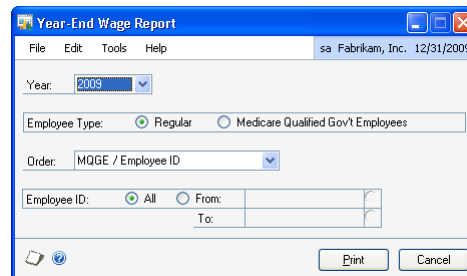 Year-End Wage Report
File Edit Tools Help sa Fabrikam, Inc. 12/31/2009
Year: 2009
Employee Type: Regular Medicare Qualified Gov't Employees
Order: MQGE / Employee ID
Employee ID: All From:
To:
Print Cancel